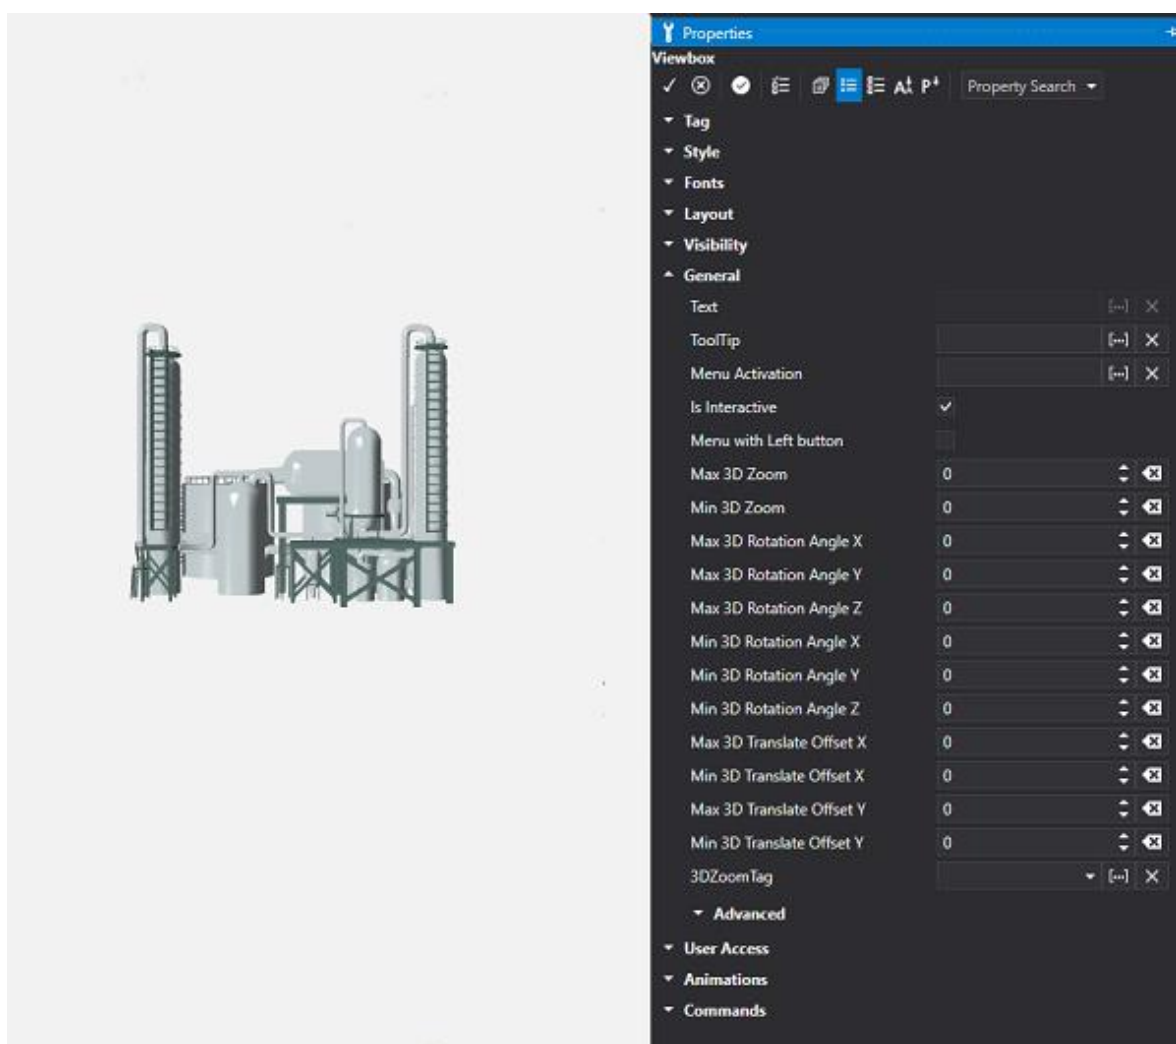 Properties
Viewbox
Property Search
Tag
Style
Fonts
Layout
Visibility
General
Text
ToolTip
Menu Activation
Is Interactive
Menu with Left button
Max 3D Zoom 0
Min 3D Zoom 0
Max 3D Rotation Angle X 0
Max 3D Rotation Angle Y 0
Max 3D Rotation Angle Z 0
Min 3D Rotation Angle X 0
Min 3D Rotation Angle Y 0
Min 3D Rotation Angle Z 0
Max 3D Translate Offset X 0
Min 3D Translate Offset X 0
Max 3D Translate Offset Y 0
Min 3D Translate Offset Y 0
3DZoomTag
Advanced
User Access
Animations
Commands